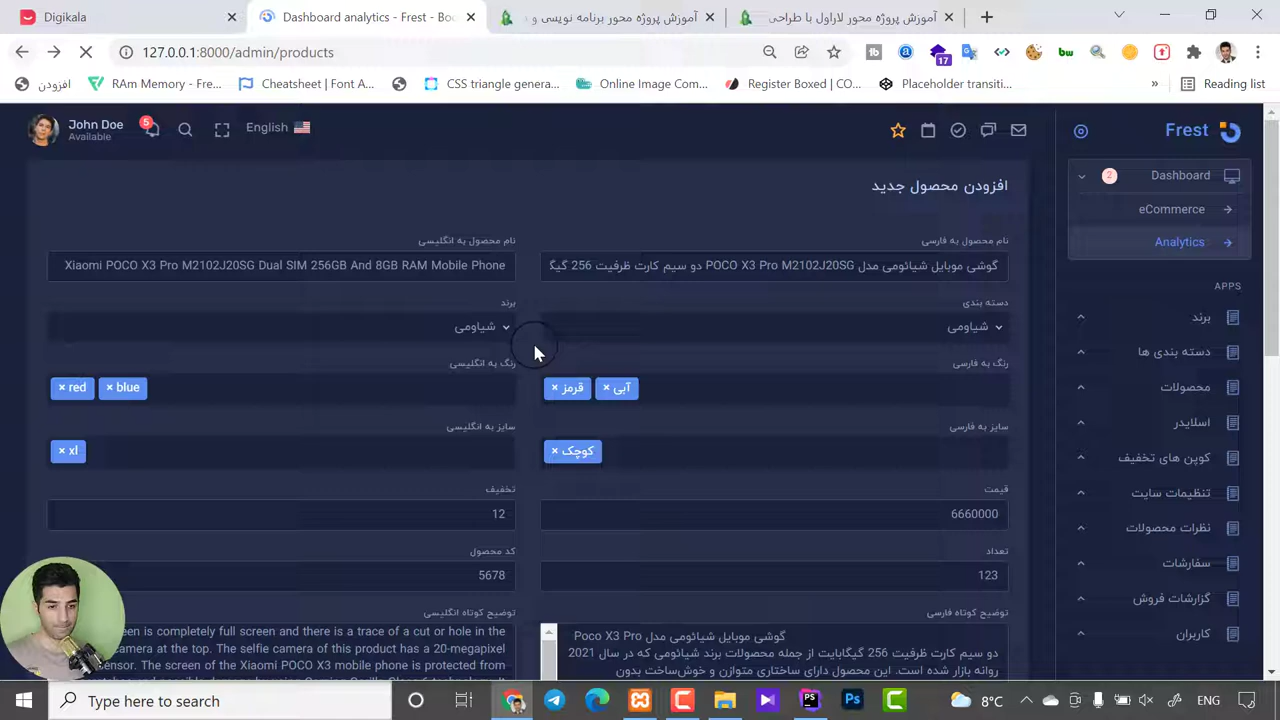 Digikala
Dashboard analytics - Frest - Boo
آموزش پروژه محور برنامه نویسی و د
آموزش پروژه محور لاراول با طراحی
127.0.0.1:8000/admin/products
17
افزودن
RAm Memory - Free
Cheatsheet | Font A...
CSS triangle genera...
Online Image Com...
Register Boxed | CO...
Placeholder transiti...
»
Reading list
John Doe
Available
5
English
Frest
Dashboard
2
eCommerce
Analytics
APPS
برند
دسته بندی ها
محصولات
اسلایدر
کوپن های تخفیف
تنظیمات سایت
نظرات محصولات
سفارشات
گزارشات فروش
کاربران
افزودن محصول جدید
نام محصول به فارسی
نام محصول به انگلیسی
گوشی موبایل شیائومی مدل POCO X3 Pro M2102J20SG دو سیم‌ کارت ظرفیت 256 گیگ
Xiaomi POCO X3 Pro M2102J20SG Dual SIM 256GB And 8GB RAM Mobile Phone
دسته بندی
برند
شیاومی
شیاومی
رنگ به فارسی
رنگ به انگلیسی
آبی ×
قرمز ×
× red
× blue
سایز به فارسی
سایز به انگلیسی
کوچک ×
× xl
قیمت
تخفیف
6660000
12
تعداد
کد محصول
123
5678
توضیح کوتاه فارسی
توضیح کوتاه انگلیسی
گوشی موبایل شیائومی مدل Poco X3 Pro
دو سیم‌ کارت ظرفیت 256 گیگابایت از جمله محصولات برند شیائومی که در سال 2021
روانه بازار شده است. این محصول دارای ساختاری متوازن و خوش‌ساخت بدون
een is completely full screen and there is a trace of a cut or hole in the
camera at the top. The selfie camera of this product has a 20-megapixel
ensor. The screen of the Xiaomi POCO X3 mobile phone is protected from
Type here to search
8°C
ENG